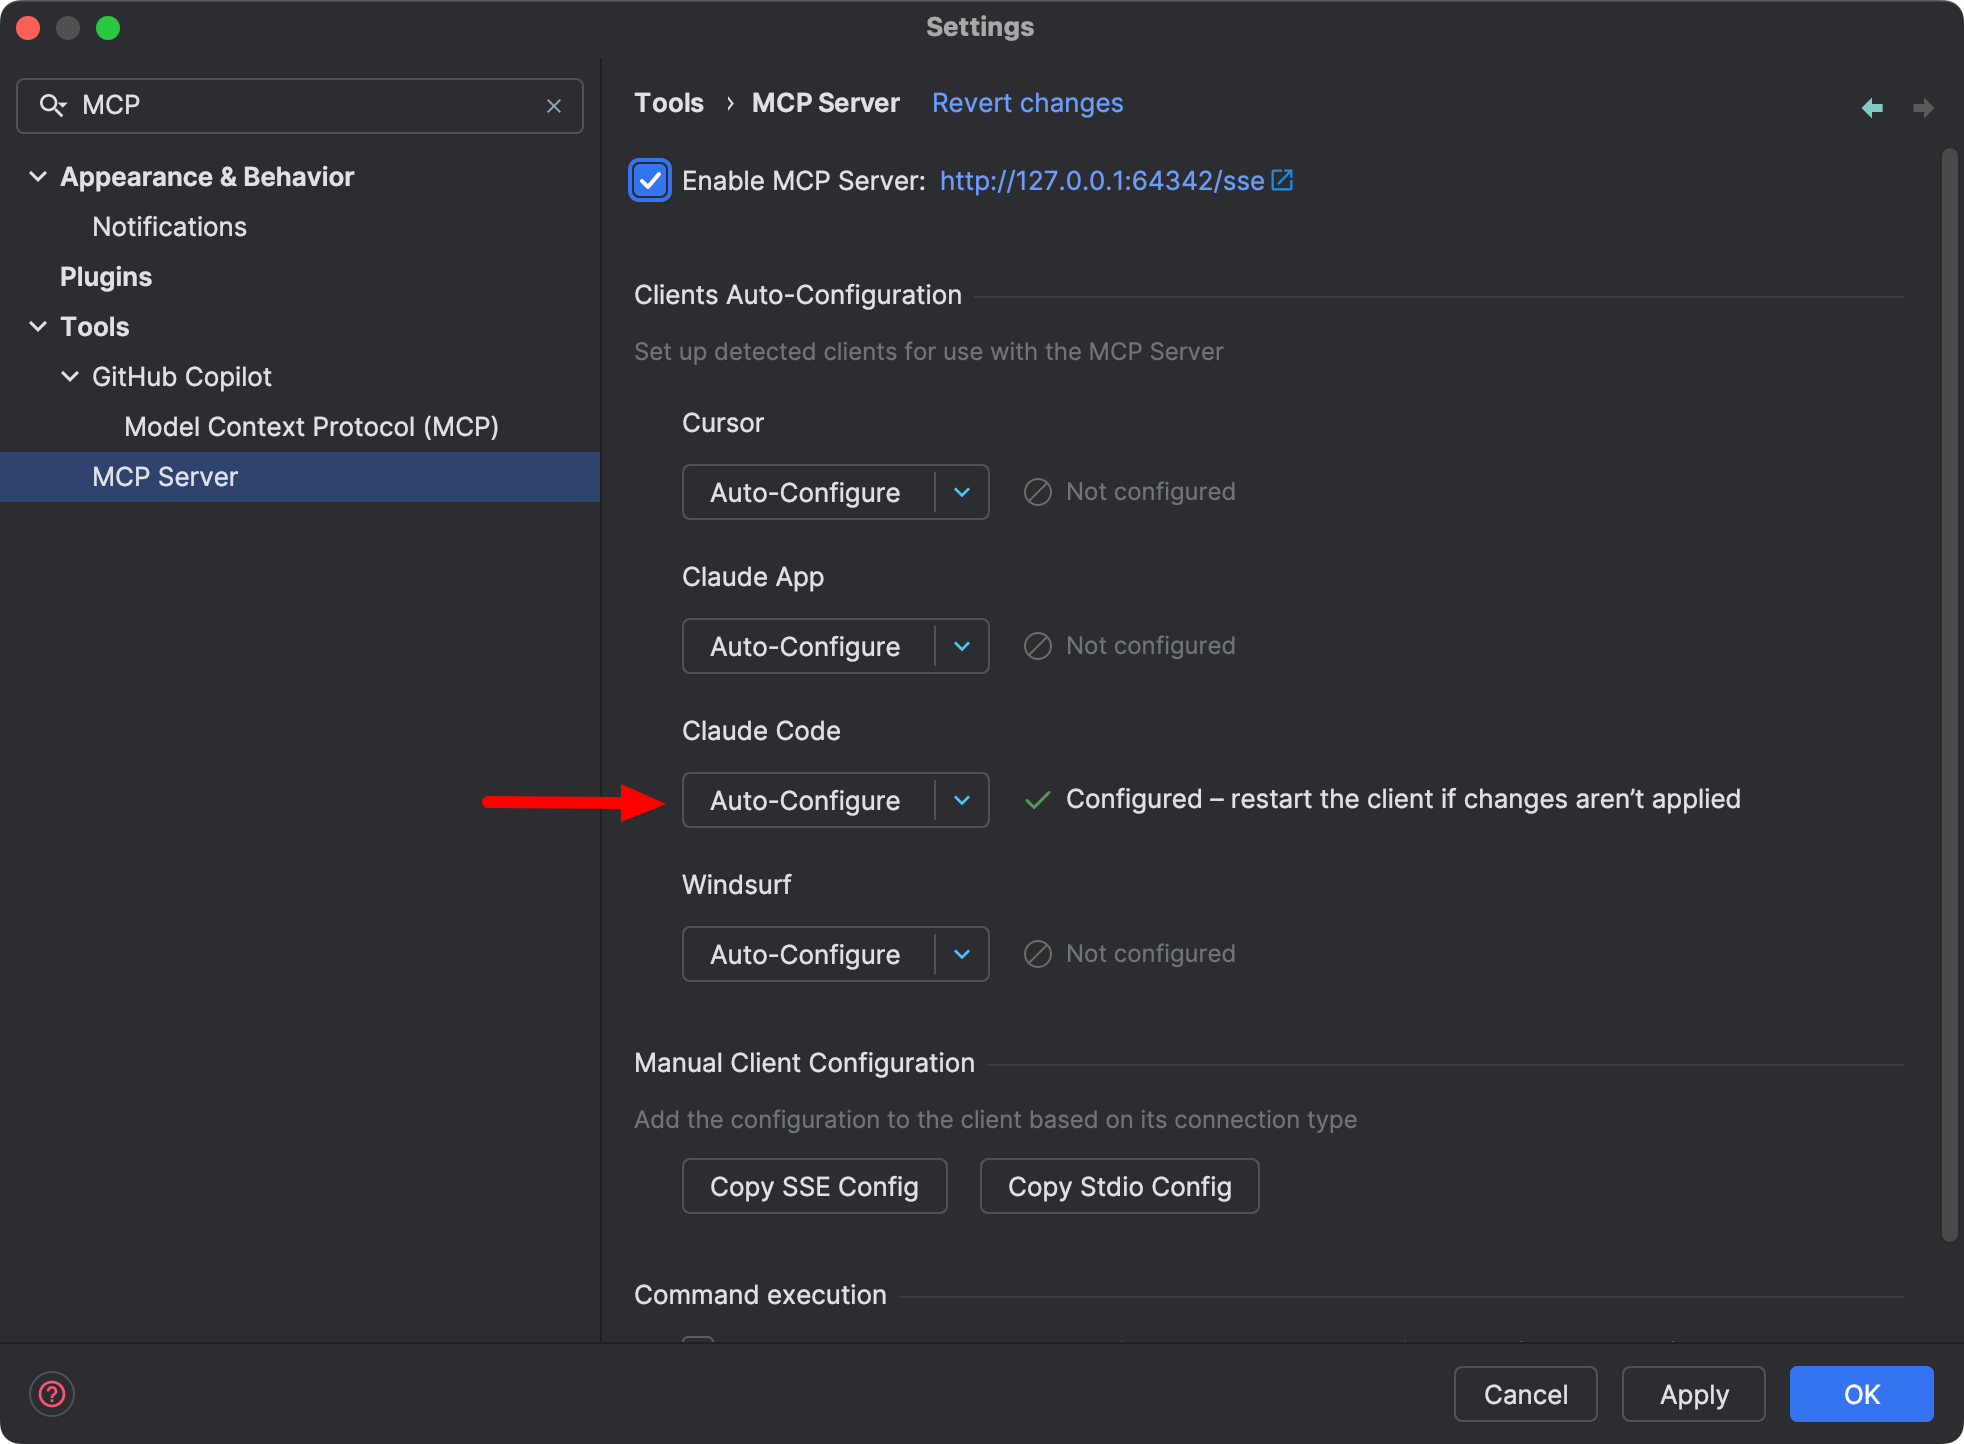 Settings
MCP
Appearance & Behavior
Notifications
Plugins
Tools
GitHub Copilot
Model Context Protocol (MCP)
MCP Server
Tools › MCP Server Revert changes
Enable MCP Server: http://127.0.0.1:64342/sse
Clients Auto-Configuration
Set up detected clients for use with the MCP Server
Cursor
Auto-Configure Not configured
Claude App
Auto-Configure Not configured
Claude Code
Auto-Configure Configured – restart the client if changes aren’t applied
Windsurf
Auto-Configure Not configured
Manual Client Configuration
Add the configuration to the client based on its connection type
Copy SSE Config Copy Stdio Config
Command execution
? Cancel Apply OK